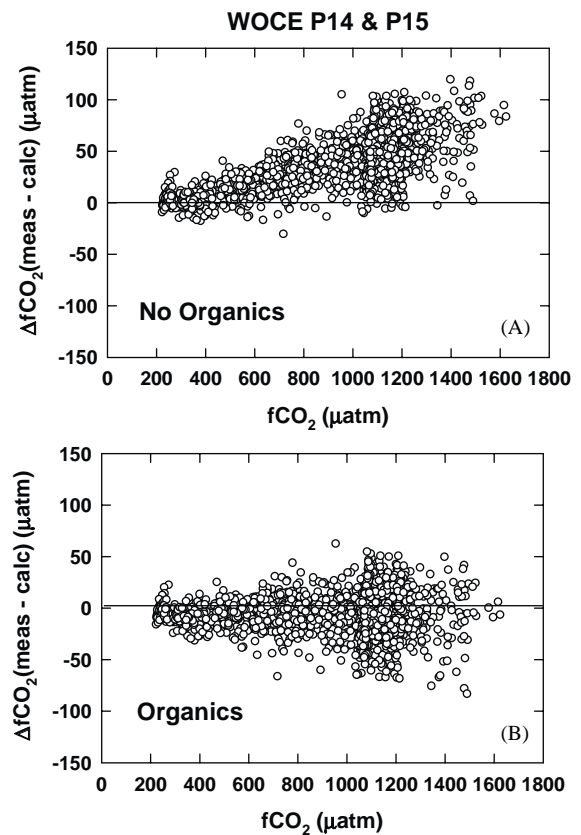 WOCE P14 & P15
150
100
50
0
-50
-100
-150
ΔfCO₂(meas - calc) (μatm)
No Organics
(A)
0 200 400 600 800 1000 1200 1400 1600 1800
fCO₂ (μatm)
150
100
50
0
-50
-100
-150
ΔfCO₂(meas - calc) (μatm)
Organics
(B)
0 200 400 600 800 1000 1200 1400 1600 1800
fCO₂ (μatm)